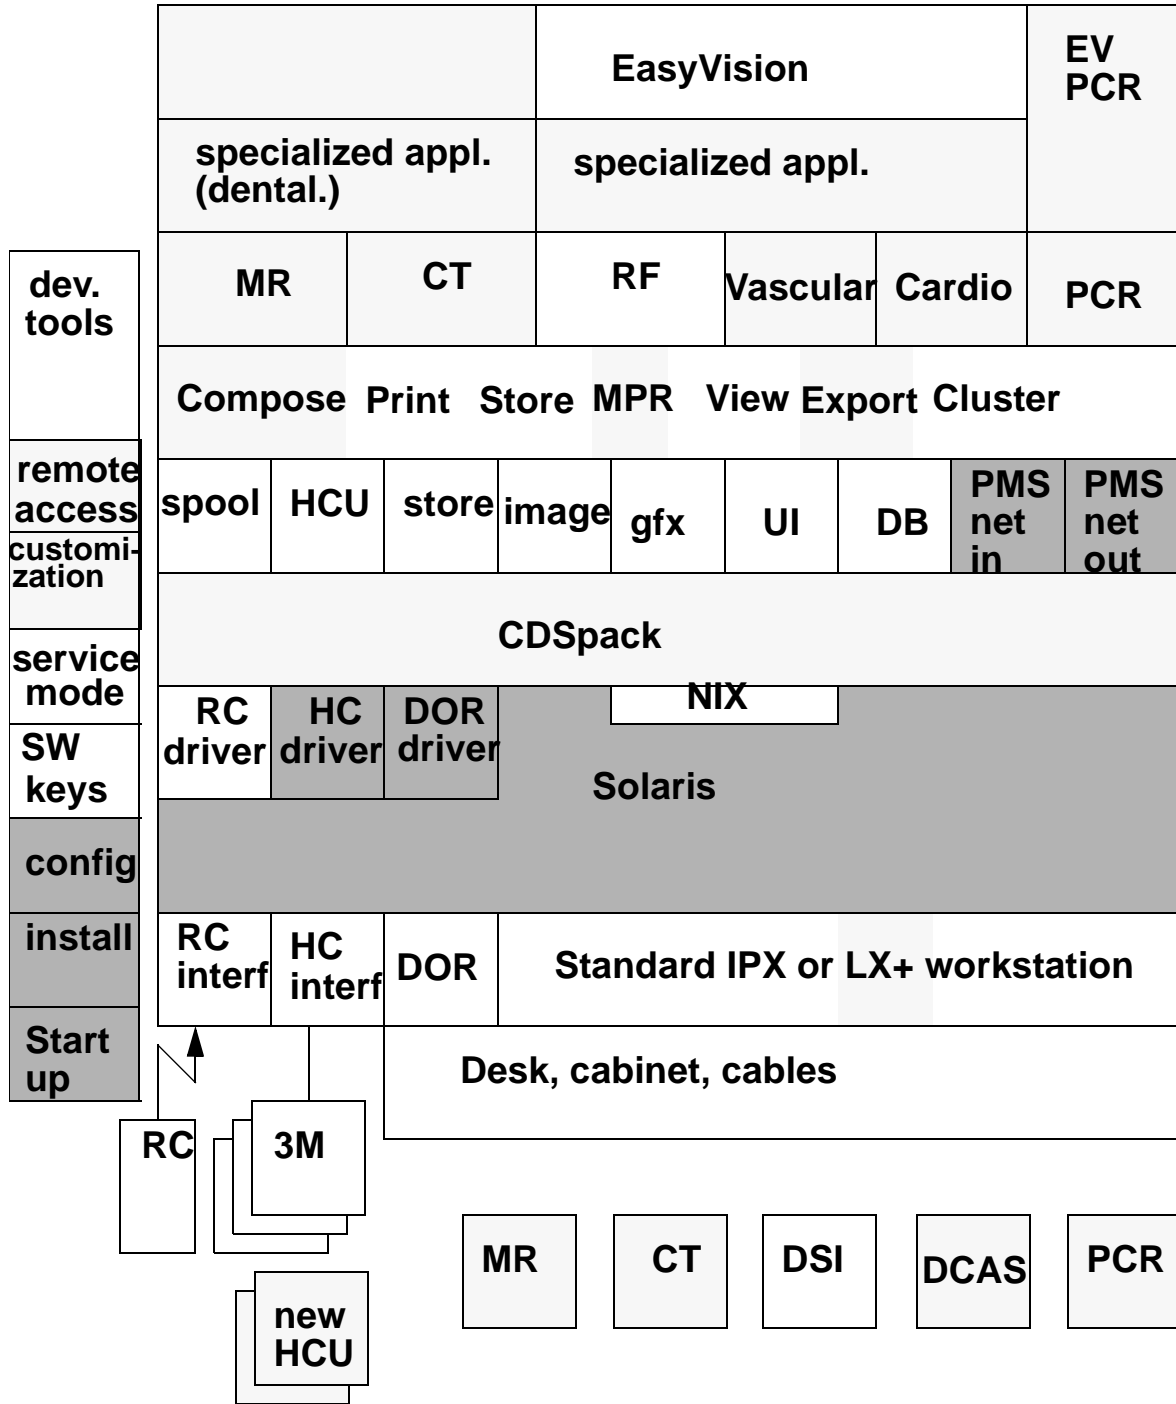 EasyVision
EV
PCR
specialized appl.
(dental.)
specialized appl.
MR
CT
RF
Vascular
Cardio
PCR
dev.
tools
Compose
Print
Store
MPR
View
Export
Cluster
remote
access
spool
HCU
store
image
gfx
UI
DB
PMS
net
in
PMS
net
out
customi-
zation
CDSpack
service
mode
RC
driver
HC
driver
DOR
driver
NIX
SW
keys
Solaris
config
install
RC
interf
HC
interf
DOR
Standard IPX or LX+ workstation
Start
up
Desk, cabinet, cables
RC
3M
MR
CT
DSI
DCAS
PCR
new
HCU